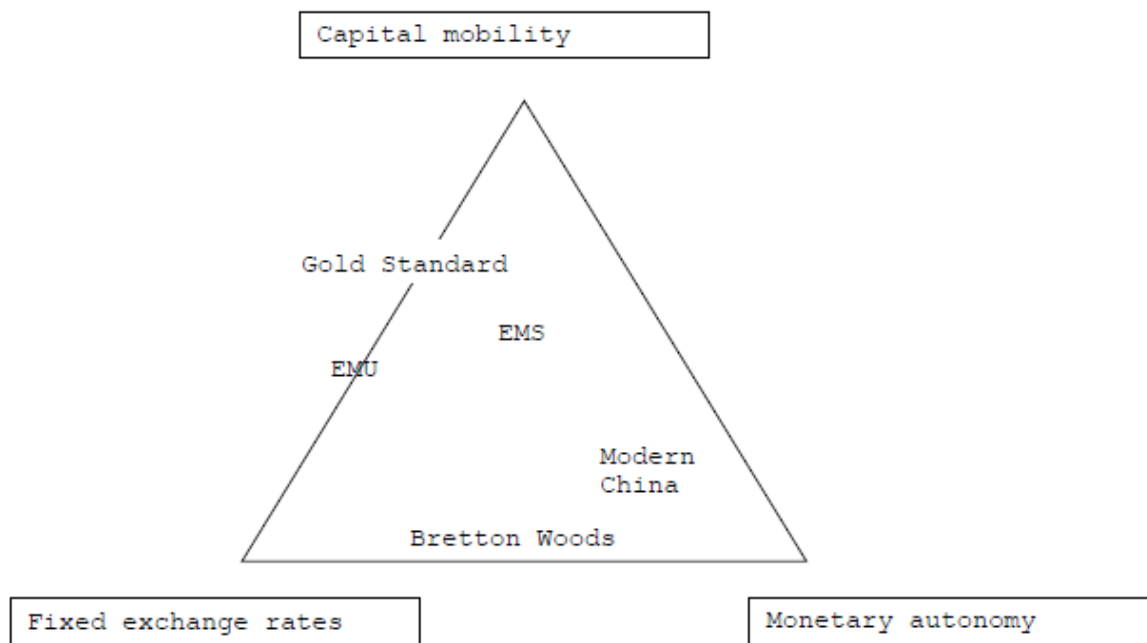 Capital mobility
Gold Standard
EMS
EMU
Modern
China
Bretton Woods
Fixed exchange rates
Monetary autonomy